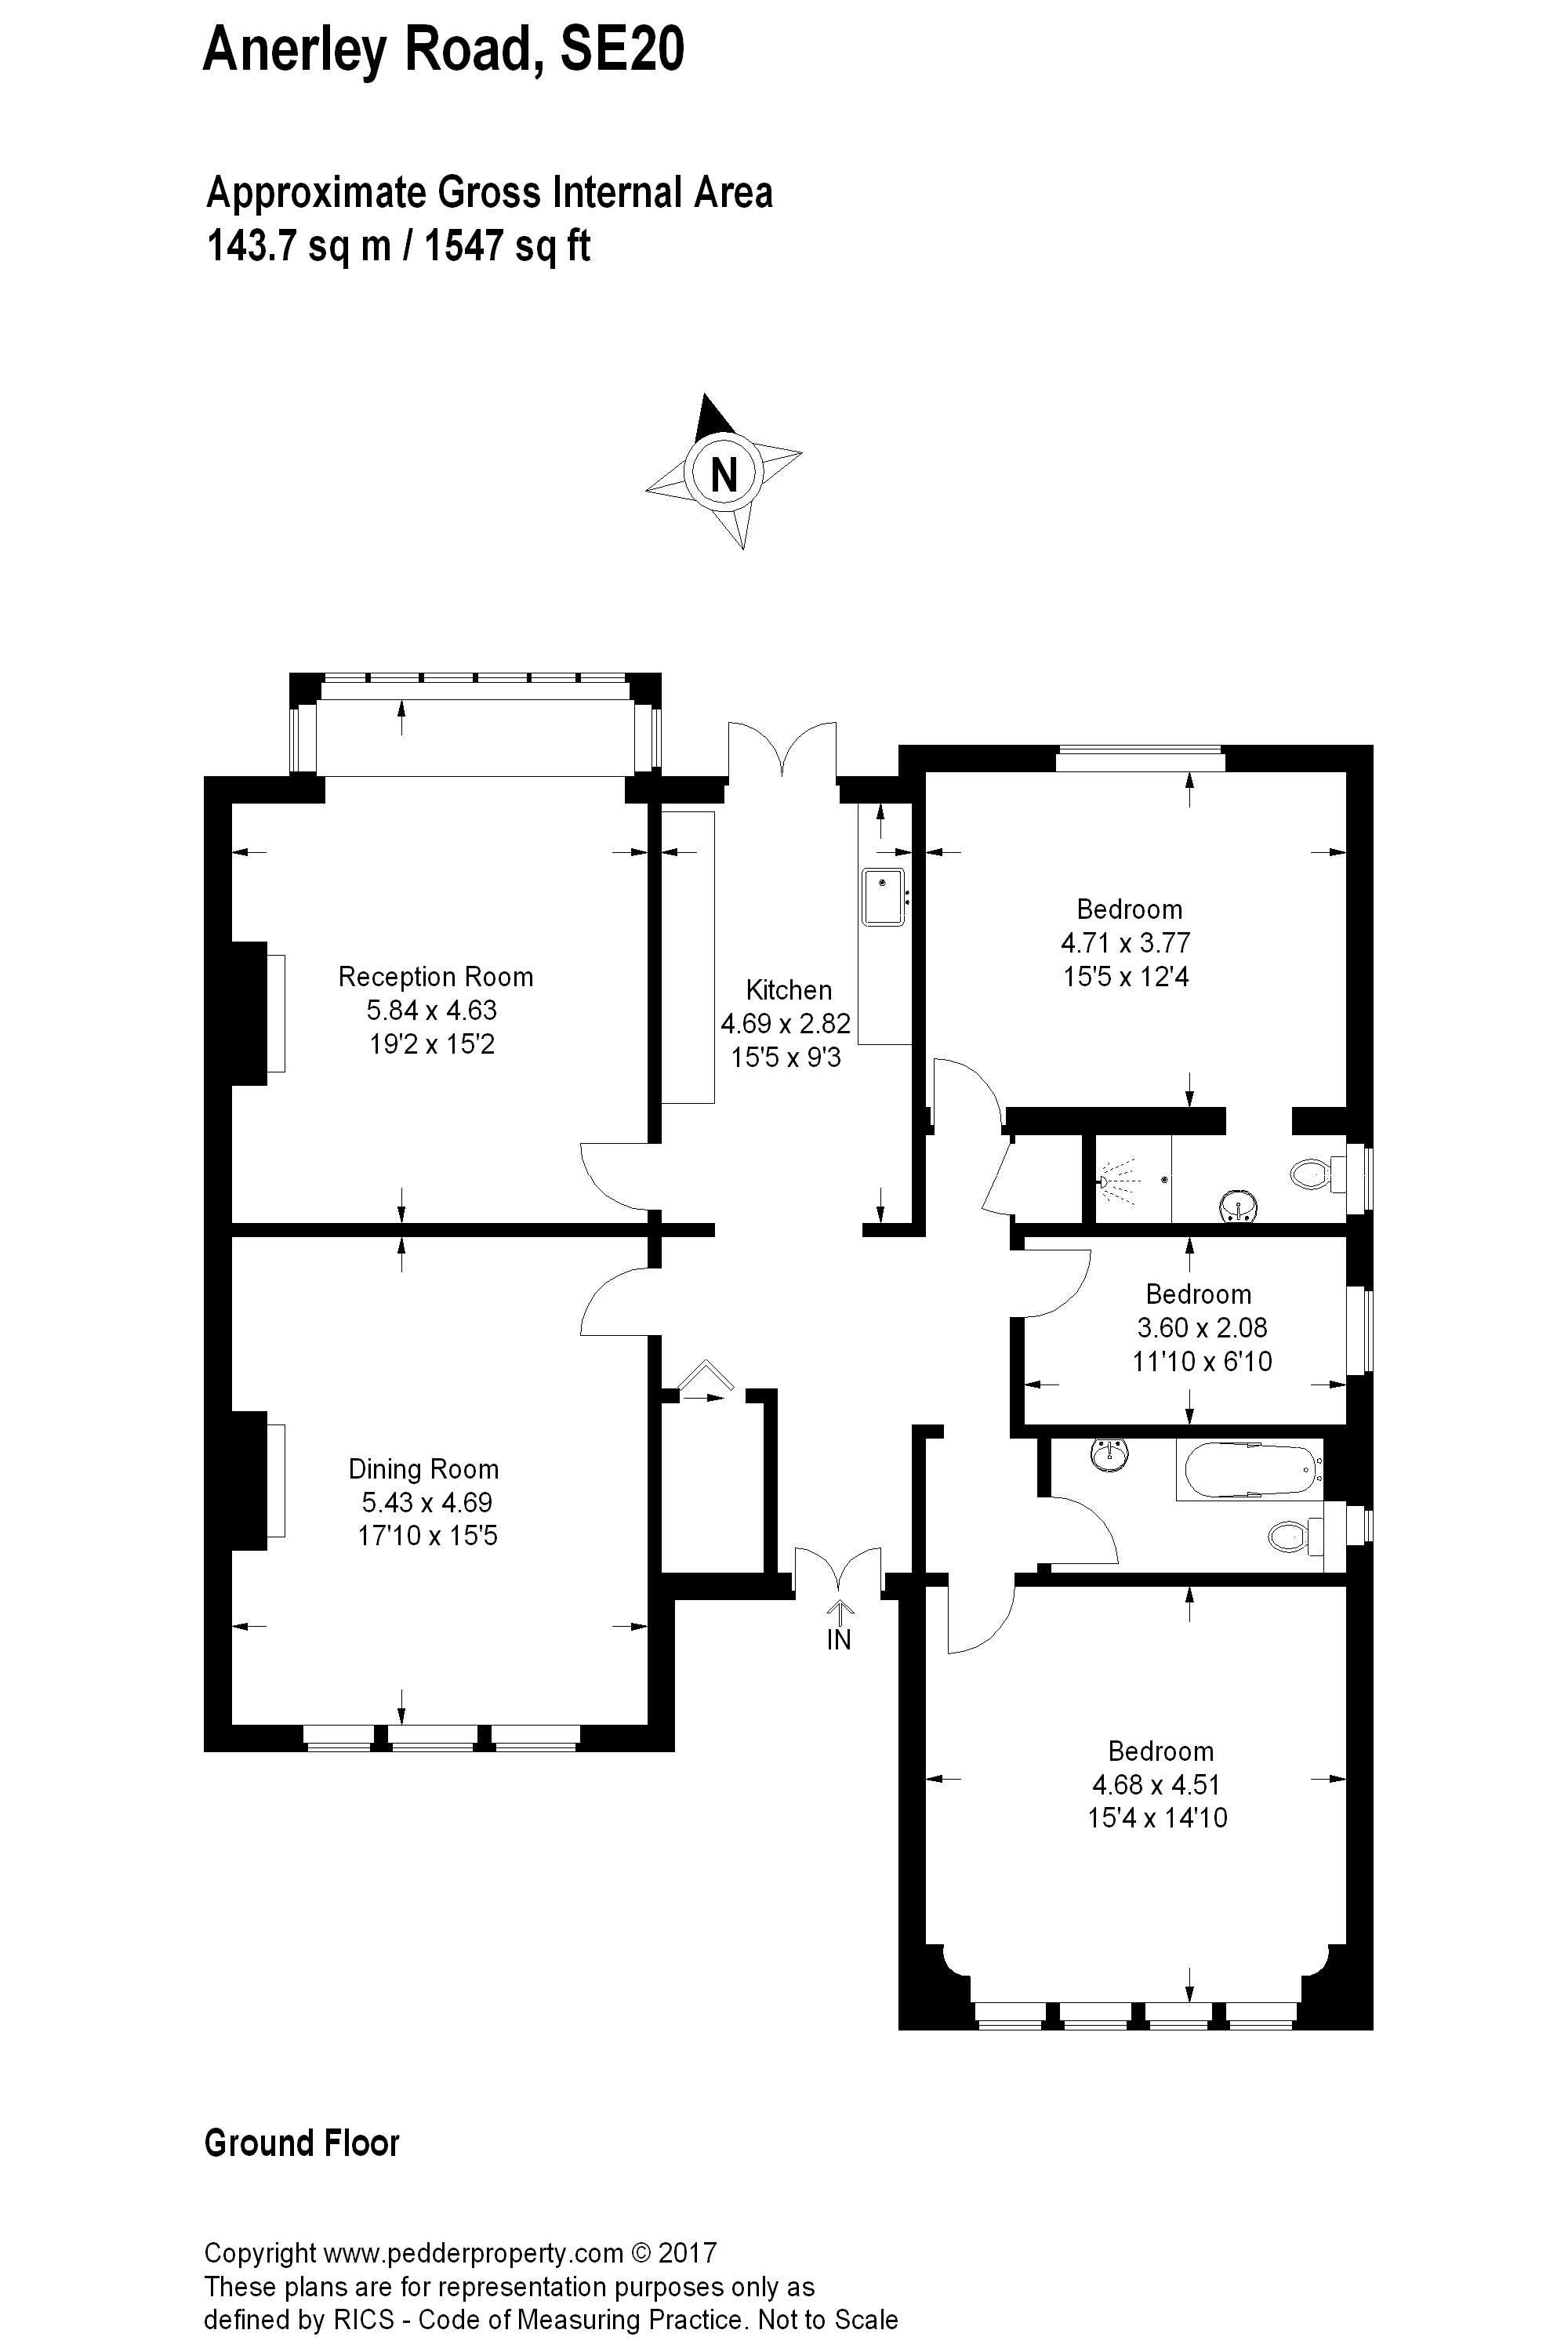 Anerley Road, SE20
Approximate Gross Internal Area
143.7 sq m / 1547 sq ft
N
Reception Room
5.84 x 4.63
19'2 x 15'2
Kitchen
4.69 x 2.82
15'5 x 9'3
Bedroom
4.71 x 3.77
15'5 x 12'4
Bedroom
3.60 x 2.08
11'10 x 6'10
Dining Room
5.43 x 4.69
17'10 x 15'5
IN
Bedroom
4.68 x 4.51
15'4 x 14'10
Ground Floor
Copyright www.pedderproperty.com © 2017
These plans are for representation purposes only as
defined by RICS - Code of Measuring Practice. Not to Scale